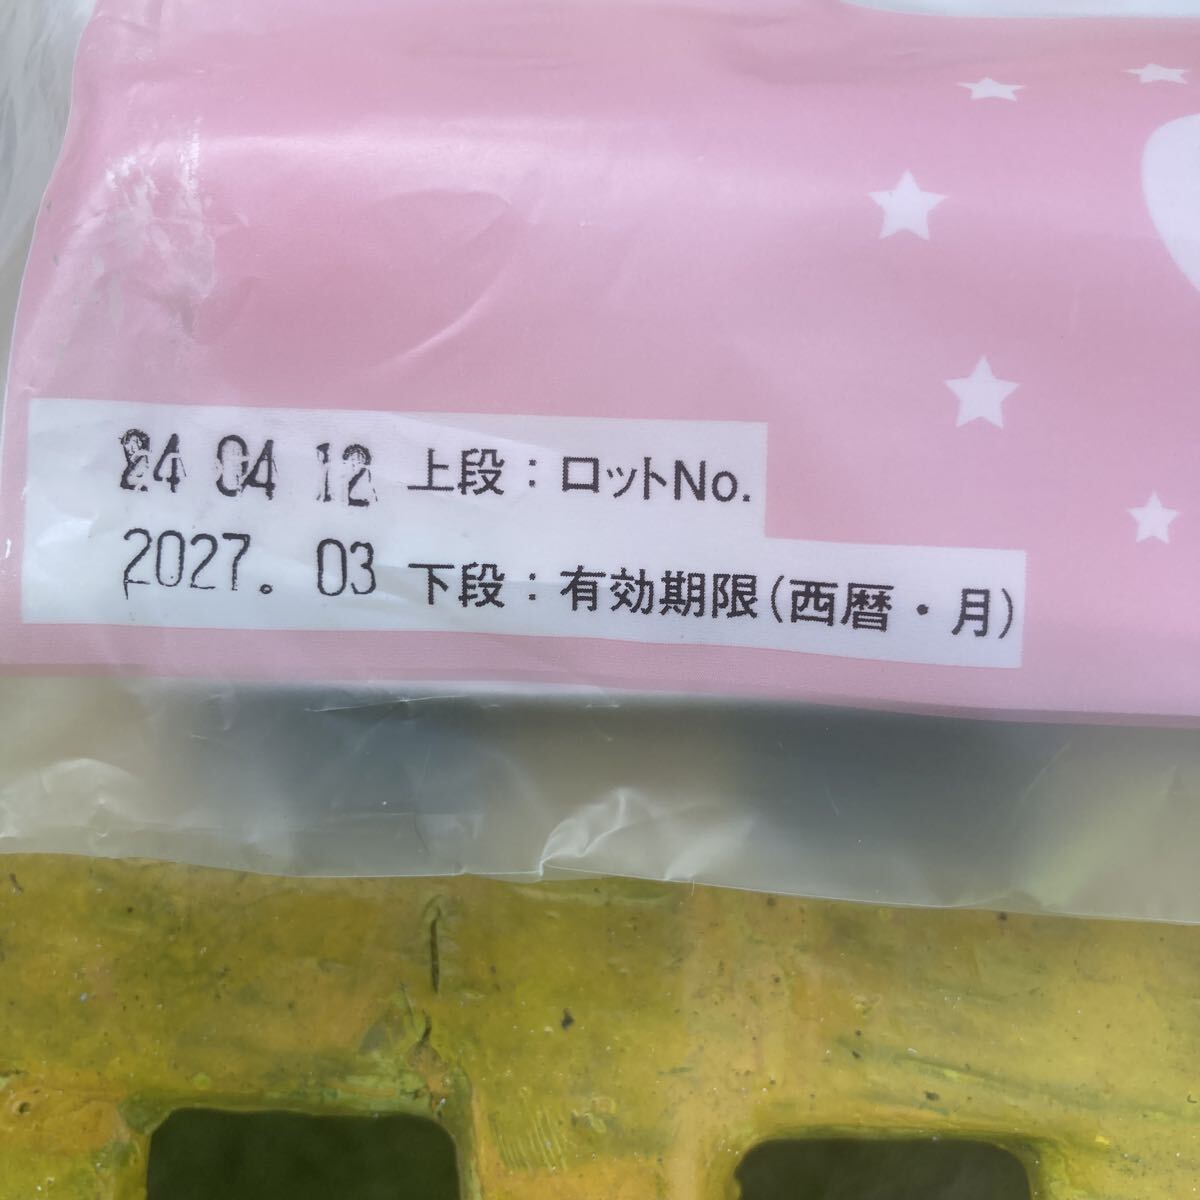 24 04 12 上段：ロットNo.
2027. 03 下段：有効期限(西暦・月)